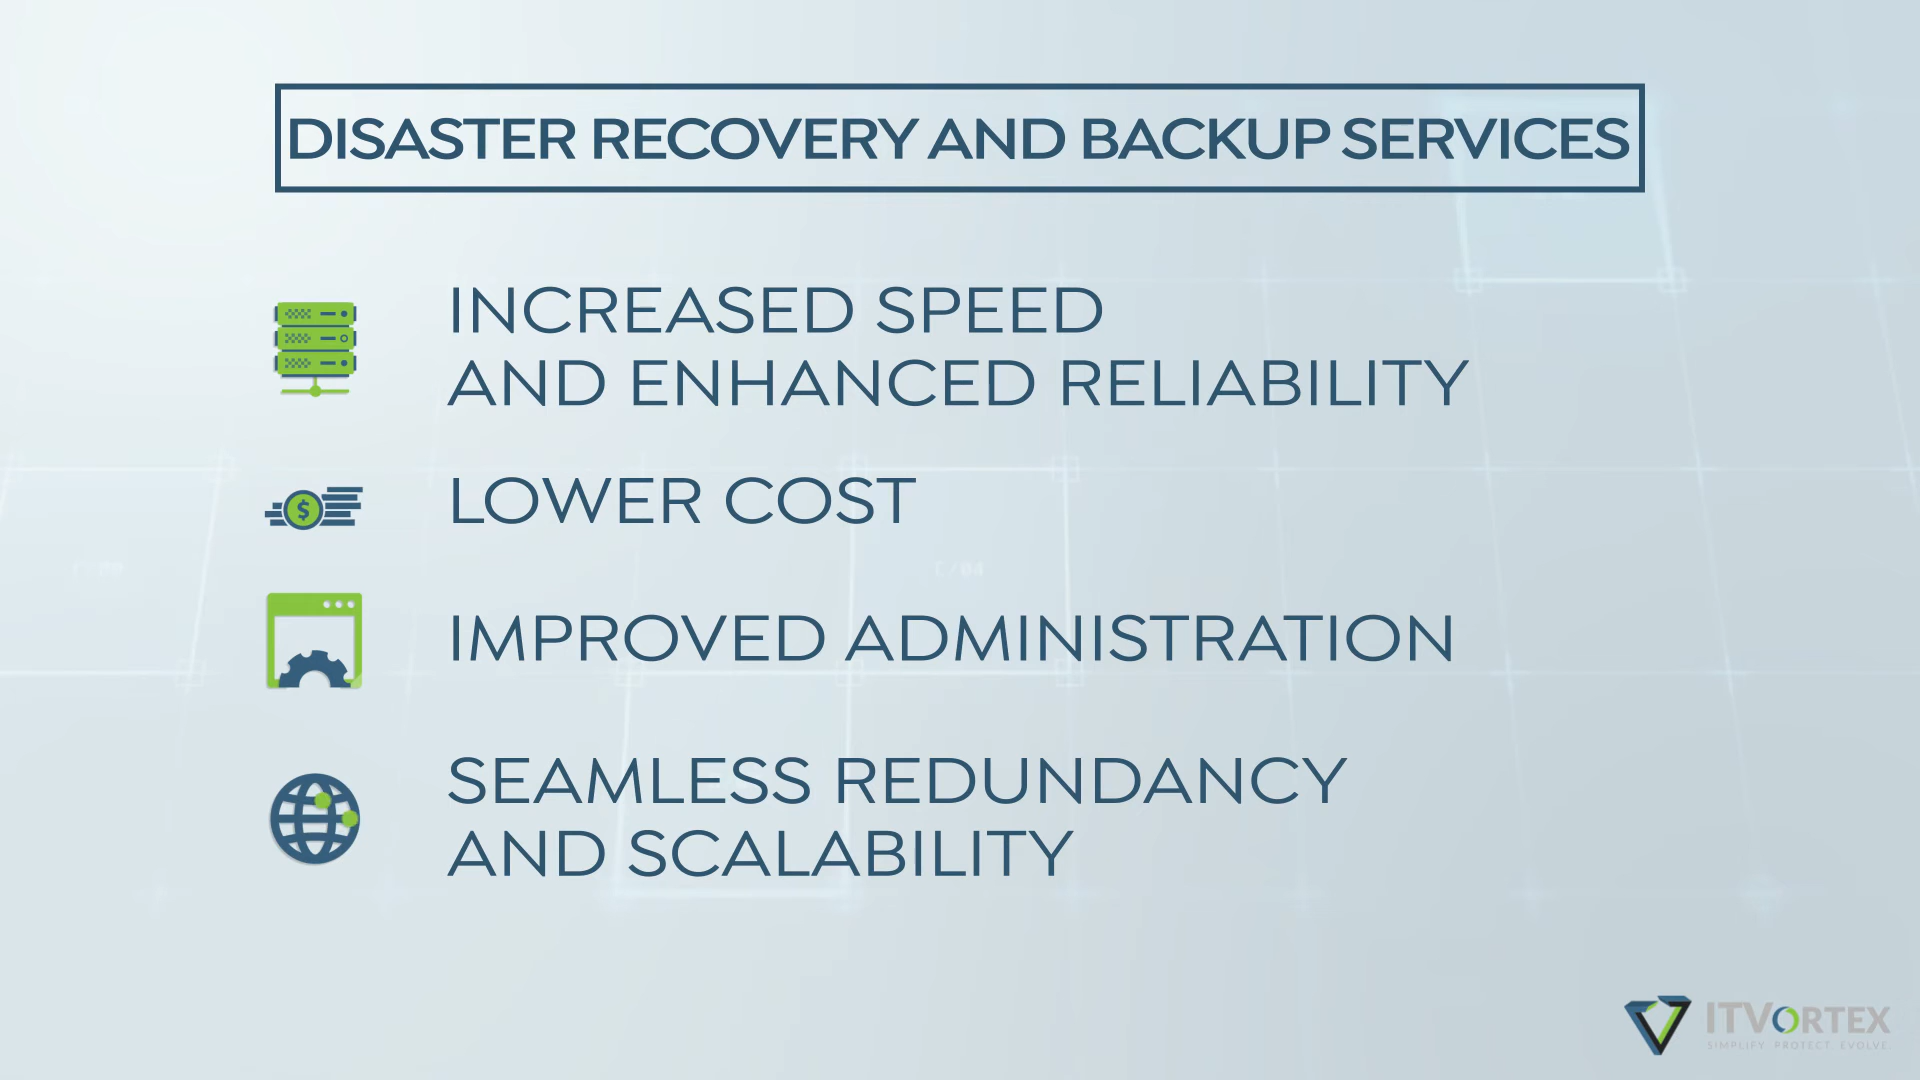 DISASTER RECOVERY AND BACKUP SERVICES
INCREASED SPEED
AND ENHANCED RELIABILITY
$
LOWER COST
IMPROVED ADMINISTRATION
SEAMLESS REDUNDANCY
AND SCALABILITY
ITVORTEX
SIMPLIFY. PROTECT. EVOLVE.